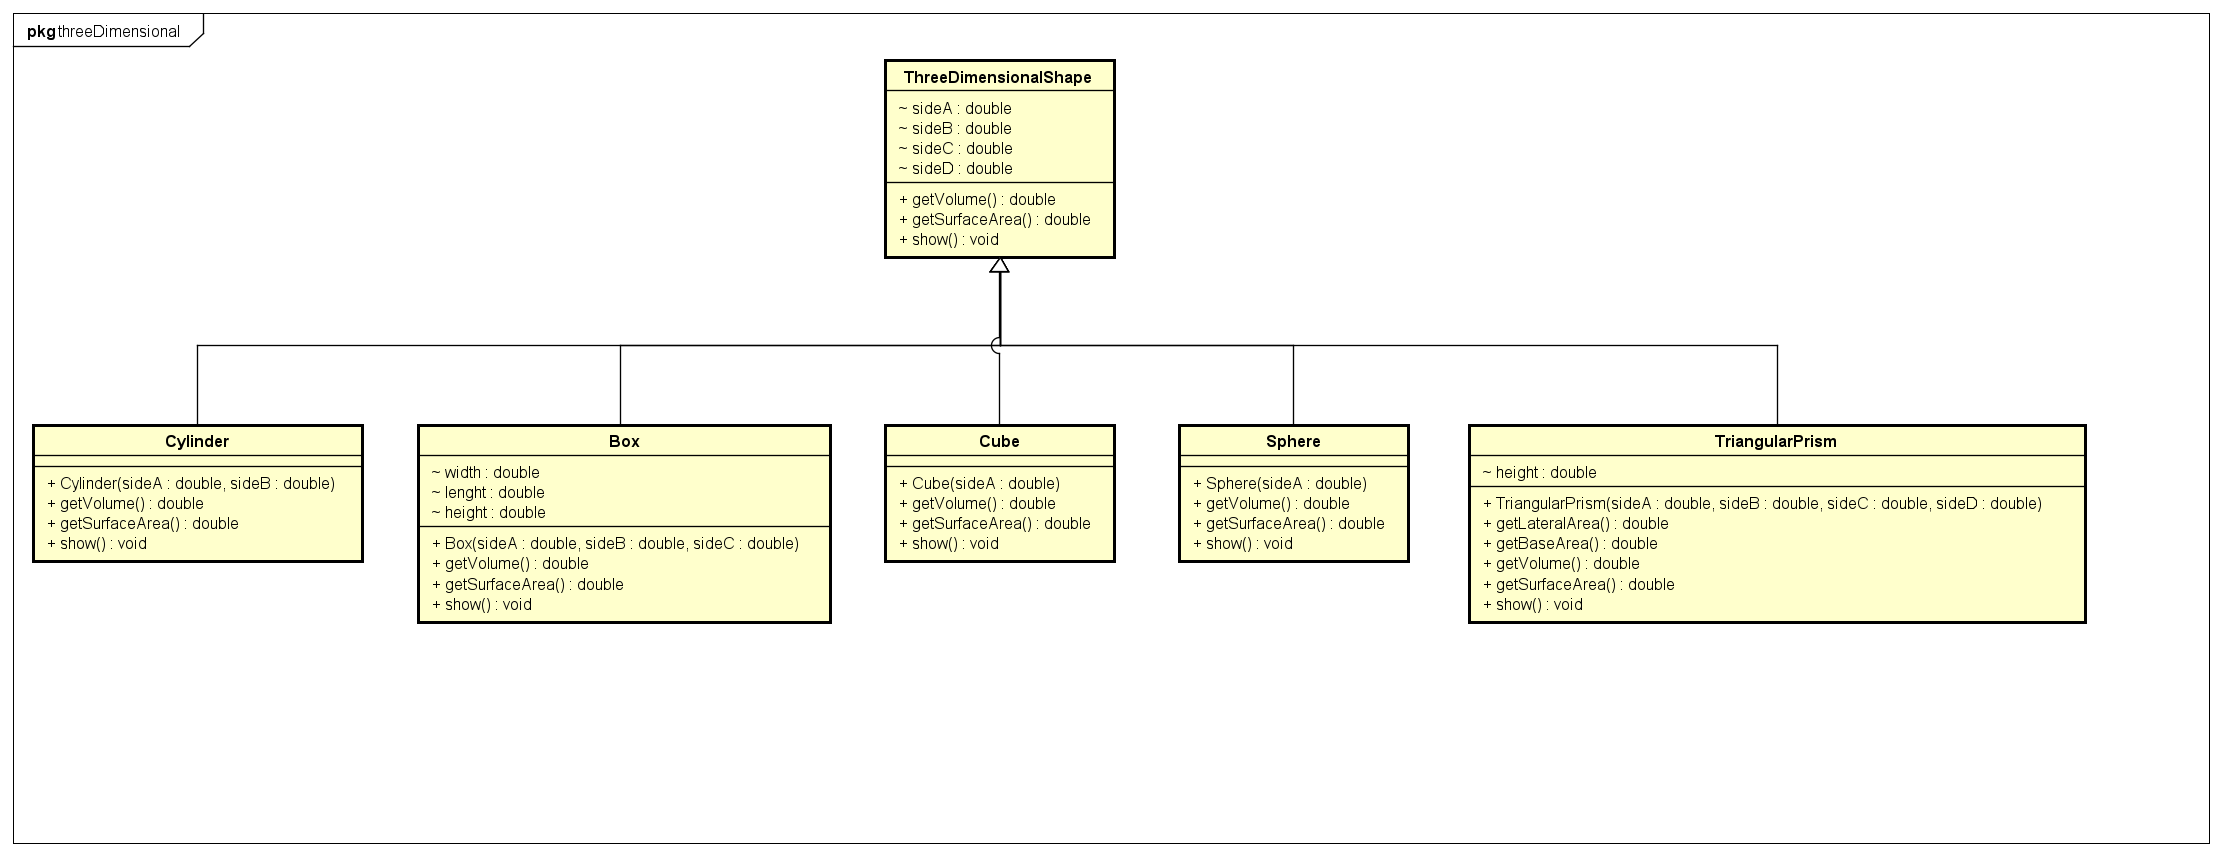 pkg threeDimensional
ThreeDimensionalShape
~ sideA : double
~ sideB : double
~ sideC : double
~ sideD : double
+ getVolume() : double
+ getSurfaceArea() : double
+ show() : void
Cylinder
+ Cylinder(sideA : double, sideB : double)
+ getVolume() : double
+ getSurfaceArea() : double
+ show() : void
Box
~ width : double
~ lenght : double
~ height : double
+ Box(sideA : double, sideB : double, sideC : double)
+ getVolume() : double
+ getSurfaceArea() : double
+ show() : void
Cube
+ Cube(sideA : double)
+ getVolume() : double
+ getSurfaceArea() : double
+ show() : void
Sphere
+ Sphere(sideA : double)
+ getVolume() : double
+ getSurfaceArea() : double
+ show() : void
TriangularPrism
~ height : double
+ TriangularPrism(sideA : double, sideB : double, sideC : double, sideD : double)
+ getLateralArea() : double
+ getBaseArea() : double
+ getVolume() : double
+ getSurfaceArea() : double
+ show() : void